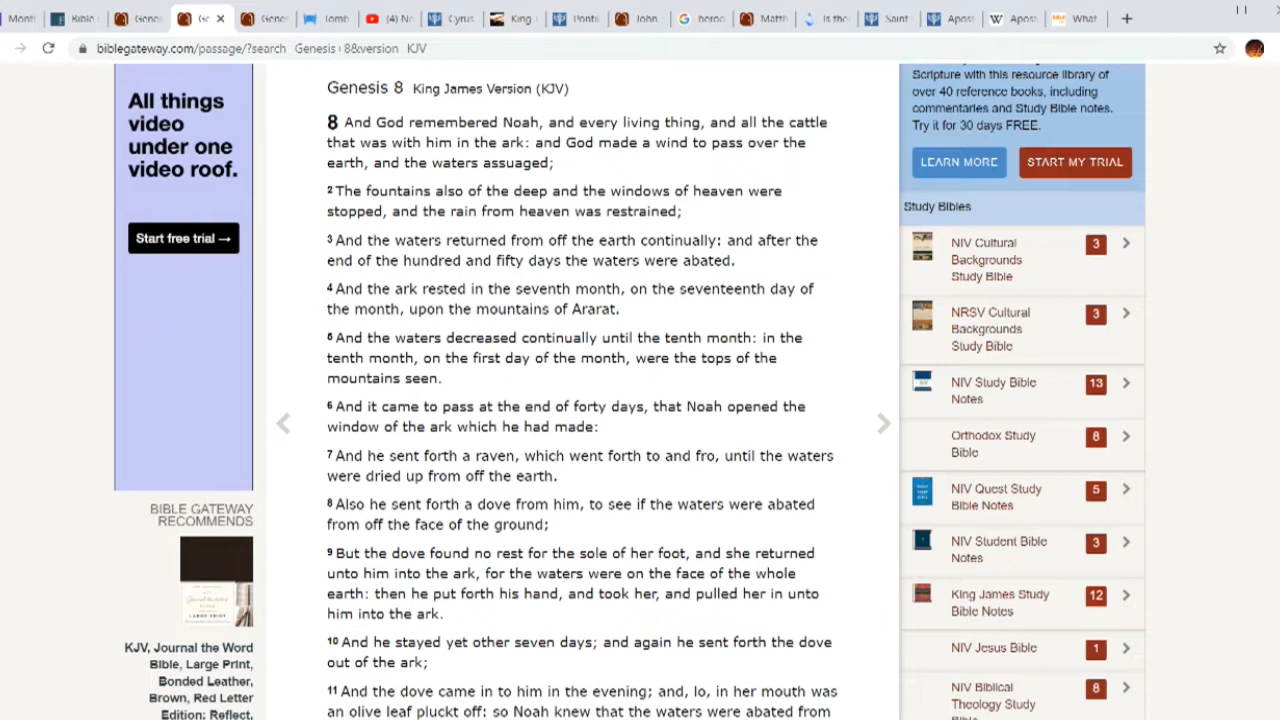 Month
Bible
Genes
Ge
Genes
Tomb
(4) Ne
Cyrus
King
Ponti
John
heroc
Matth
Is the
Saint
Apos
Apos
What
biblegateway.com/passage/?search Genesis 8&version KJV
All things
video
under one
video roof.
Start free trial →
BIBLE GATEWAY
RECOMMENDS
KJV, Journal the Word
Bible, Large Print,
Bonded Leather,
Brown, Red Letter
Edition: Reflect,
Genesis 8 King James Version (KJV)
8 And God remembered Noah, and every living thing, and all the cattle
that was with him in the ark: and God made a wind to pass over the
earth, and the waters assuaged;
2 The fountains also of the deep and the windows of heaven were
stopped, and the rain from heaven was restrained;
3 And the waters returned from off the earth continually: and after the
end of the hundred and fifty days the waters were abated.
4 And the ark rested in the seventh month, on the seventeenth day of
the month, upon the mountains of Ararat.
5 And the waters decreased continually until the tenth month: in the
tenth month, on the first day of the month, were the tops of the
mountains seen.
6 And it came to pass at the end of forty days, that Noah opened the
window of the ark which he had made:
7 And he sent forth a raven, which went forth to and fro, until the waters
were dried up from off the earth.
8 Also he sent forth a dove from him, to see if the waters were abated
from off the face of the ground;
9 But the dove found no rest for the sole of her foot, and she returned
unto him into the ark, for the waters were on the face of the whole
earth: then he put forth his hand, and took her, and pulled her in unto
him into the ark.
10 And he stayed yet other seven days; and again he sent forth the dove
out of the ark;
11 And the dove came in to him in the evening; and, lo, in her mouth was
an olive leaf pluckt off: so Noah knew that the waters were abated from
Scripture with this resource library of
over 40 reference books, including
commentaries and Study Bible notes.
Try it for 30 days FREE.
LEARN MORE
START MY TRIAL
Study Bibles
NIV Cultural 3
Backgrounds
Study Bible
NRSV Cultural 3
Backgrounds
Study Bible
NIV Study Bible 13
Notes
Orthodox Study 8
Bible
NIV Quest Study 5
Bible Notes
NIV Student Bible 3
Notes
King James Study 12
Bible Notes
NIV Jesus Bible 1
NIV Biblical 8
Theology Study